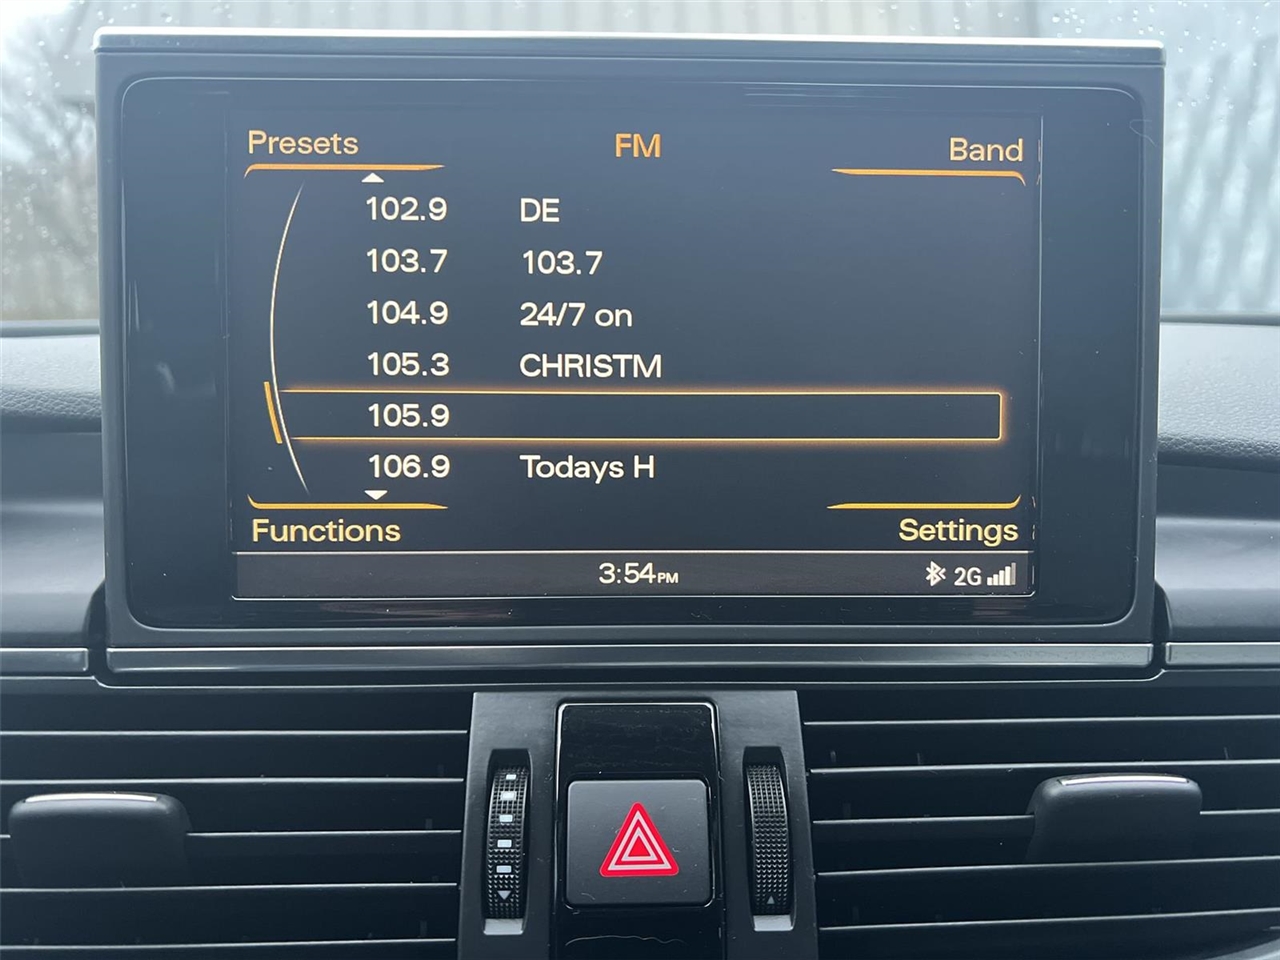 Presets FM Band
102.9 DE
103.7 103.7
104.9 24/7 on
105.3 CHRISTM
105.9
106.9 Todays H
Functions Settings
3:54PM 2G